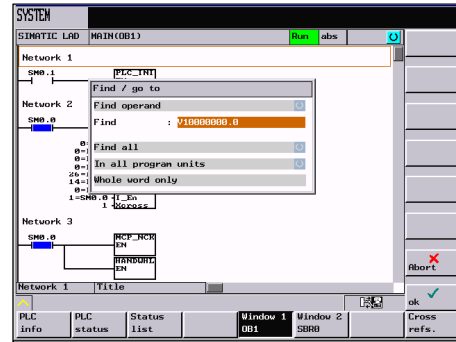 SYSTEM
SIMATIC LAD MAIN(OB1) Run abs
Network 1
SM0.1 PLC_INI
Find / go to
Network 2 Find operand
SM0.0 Find : V10000000.0
Find all
In all program units
Whole word only
1=SM0.0 I_En
1 Xcross
Network 3
SM0.0 MCP_NCK
EN
HANDWHL
EN
Abort
Network 1 Title
ok
PLC info PLC status Status list Window 1 OB1 Window 2 SBR0 Cross refs.